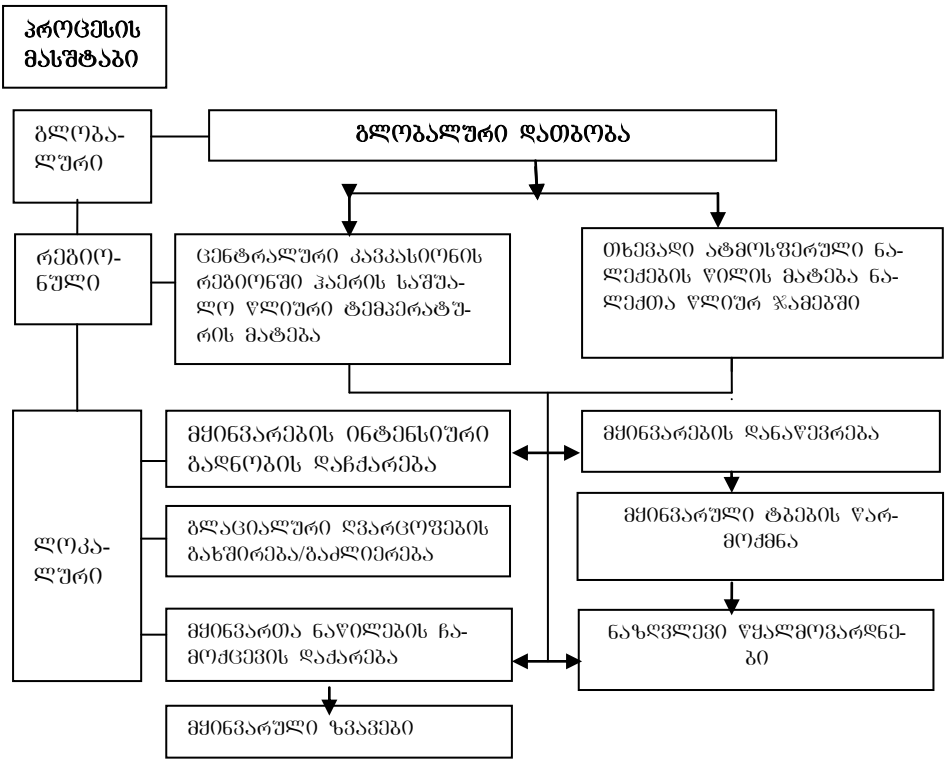 პროცესის
მასშტაბი
გლობა-
ლური
გლობალური დათბობა
რეგიო-
ნული
ცენტრალური კავკასიონის
რეგიონში ჰაერის საშუა-
ლო წლიური ტემპერატუ-
რის მატება
თხევადი ატმოსფერული ნა-
ლექების წილის მატება ნა-
ლექთა წლიურ ჯამებში
ლოკა-
ლური
მყინვარების ინტენსიური
გადნობის დაჩქარება
მყინვარების დანაწევრება
გლაციალური ღვარცოფების
გახშირება/გაძლიერება
მყინვარული ტბების წარ-
მოქმნა
მყინვართა ნაწილების ჩა-
მოქცევის დაქარება
ნაზღვლევი წყალმოვარდნე-
ბი
მყინვარული ზვავები